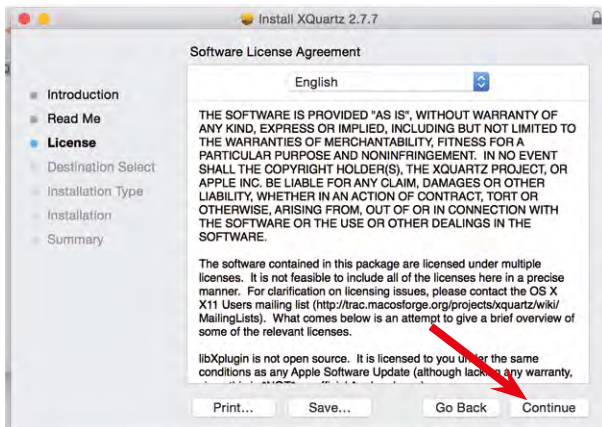 Install XQuartz 2.7.7
Software License Agreement
English
Introduction
Read Me
License
Destination Select
Installation Type
Installation
Summary
THE SOFTWARE IS PROVIDED "AS IS", WITHOUT WARRANTY OF
ANY KIND, EXPRESS OR IMPLIED, INCLUDING BUT NOT LIMITED TO
THE WARRANTIES OF MERCHANTABILITY, FITNESS FOR A
PARTICULAR PURPOSE AND NONINFRINGEMENT. IN NO EVENT
SHALL THE COPYRIGHT HOLDER(S), THE XQUARTZ PROJECT, OR
APPLE INC. BE LIABLE FOR ANY CLAIM, DAMAGES OR OTHER
LIABILITY, WHETHER IN AN ACTION OF CONTRACT, TORT OR
OTHERWISE, ARISING FROM, OUT OF OR IN CONNECTION WITH
THE SOFTWARE OR THE USE OR OTHER DEALINGS IN THE
SOFTWARE.
The software contained in this package are licensed under multiple
licenses. It is not feasible to include all of the licenses here in a precise
manner. For clarification on licensing issues, please contact the OS X
X11 Users mailing list (http://trac.macosforge.org/projects/xquartz/wiki/
MailingLists). What comes below is an attempt to give a brief overview of
some of the relevant licenses.
libXplugin is not open source. It is licensed to you under the same
conditions as any Apple Software Update (although lacking any warranty,
Print...
Save...
Go Back
Continue